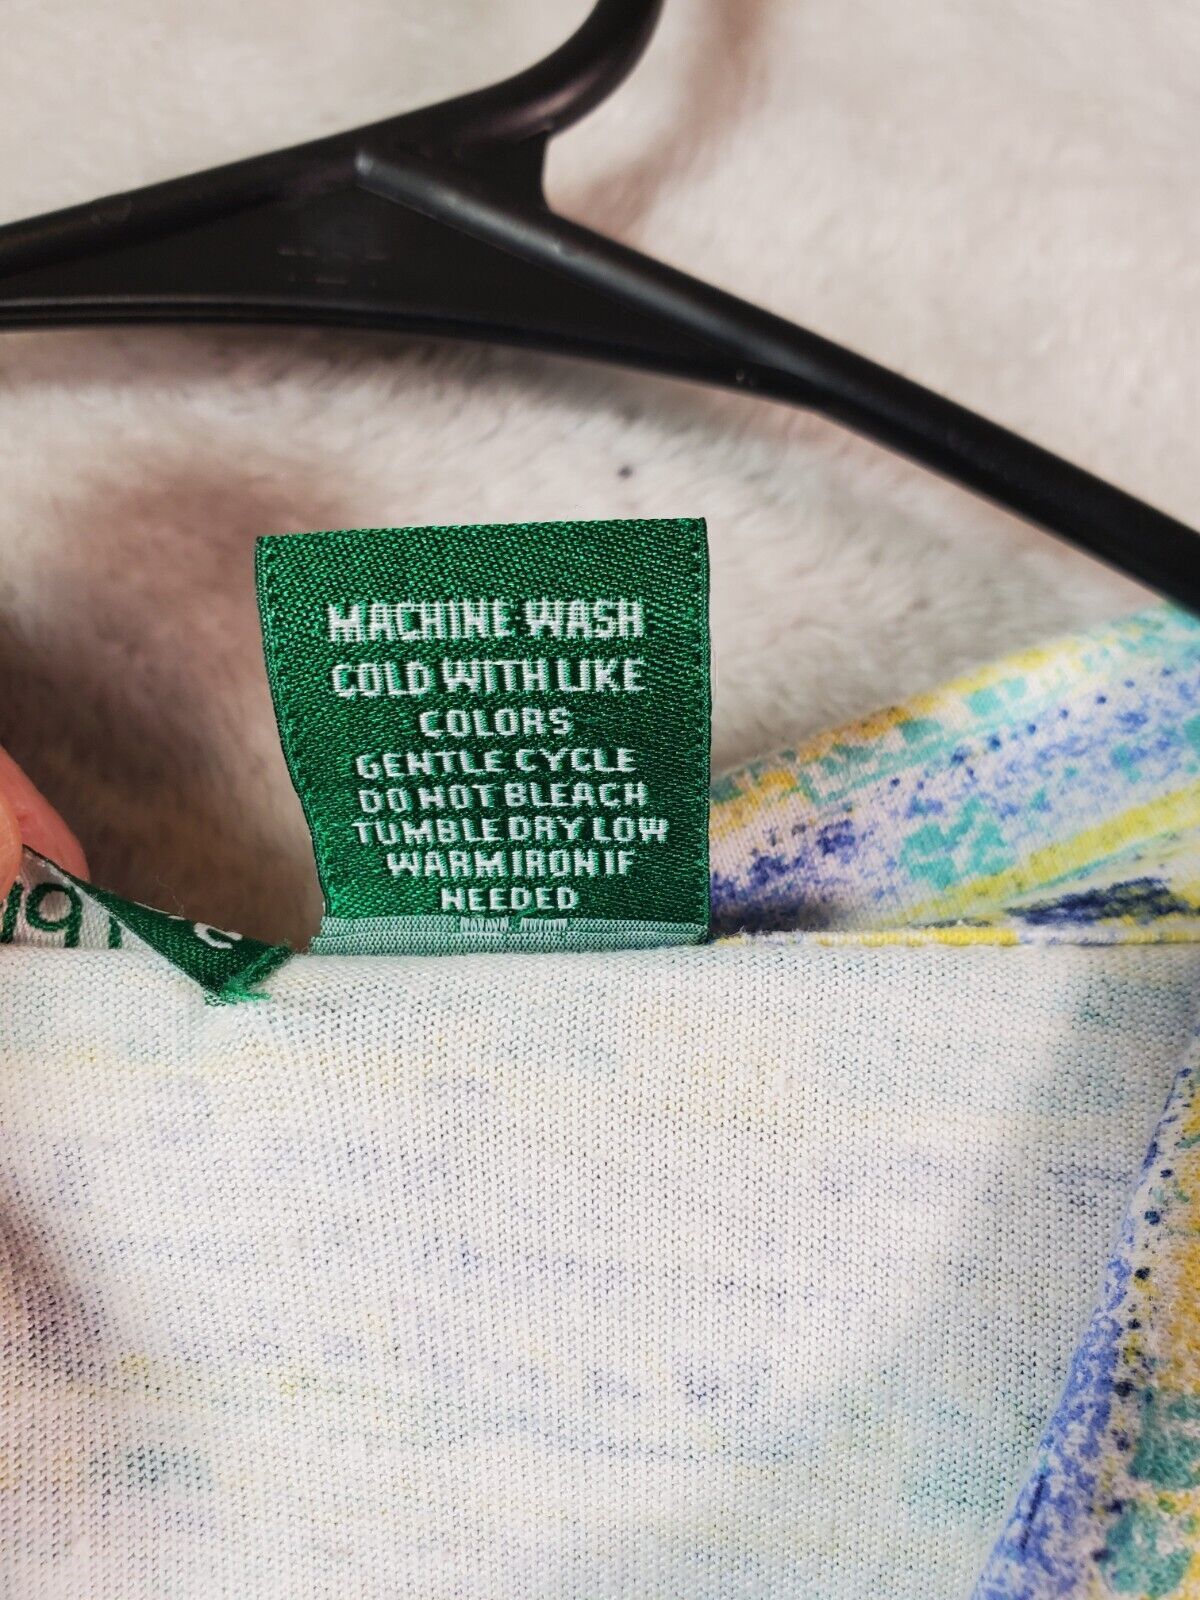 MACHINE WASH
COLD WITH LIKE
COLORS
GENTLE CYCLE
DO NOT BLEACH
TUMBLE DRY LOW
WARM IRON IF
NEEDED